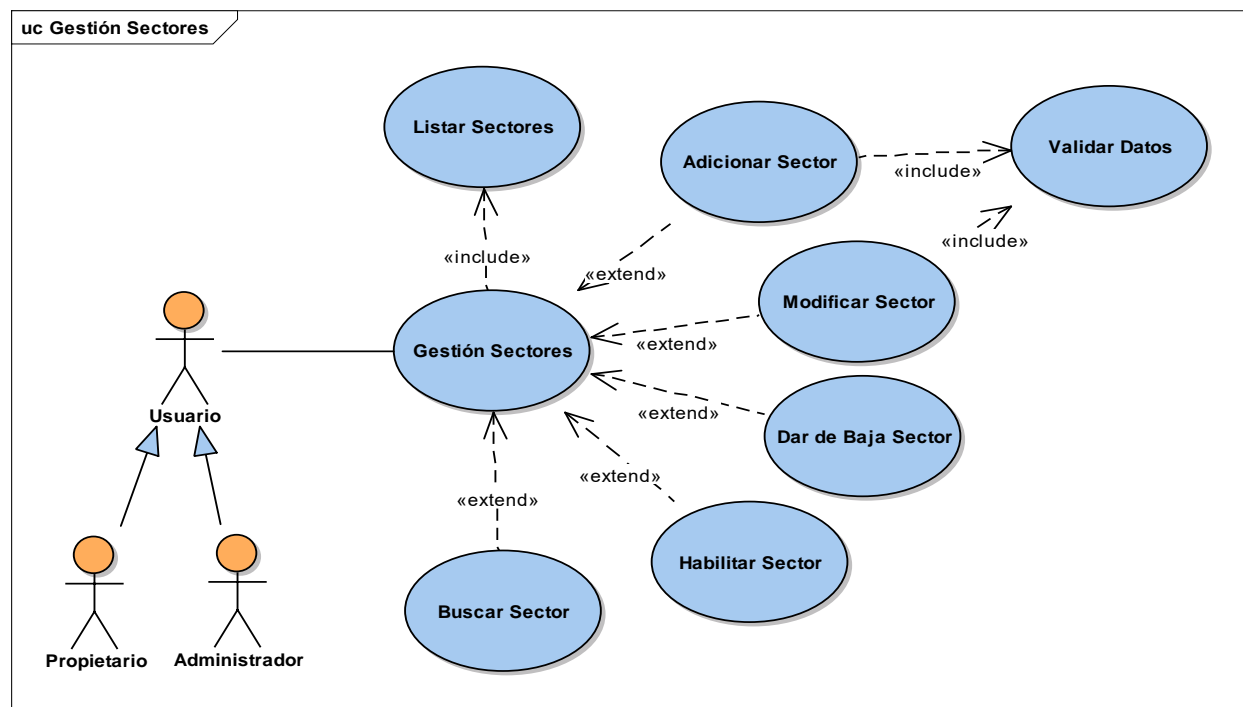 uc Gestión Sectores
Listar Sectores
Adicionar Sector
Validar Datos
«include»
«include»
«include»
«extend»
Modificar Sector
Gestión Sectores
«extend»
«extend»
Usuario
Dar de Baja Sector
«extend»
«extend»
Habilitar Sector
Buscar Sector
Propietario
Administrador